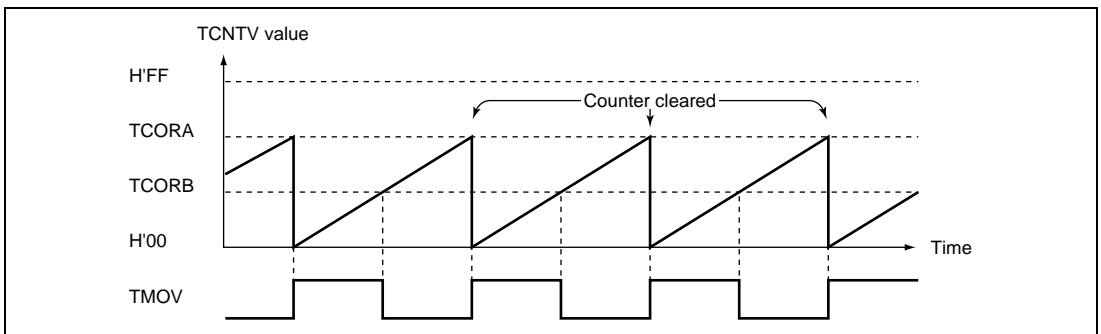 TCNTV value
H'FF
Counter cleared
TCORA
TCORB
H'00
Time
TMOV